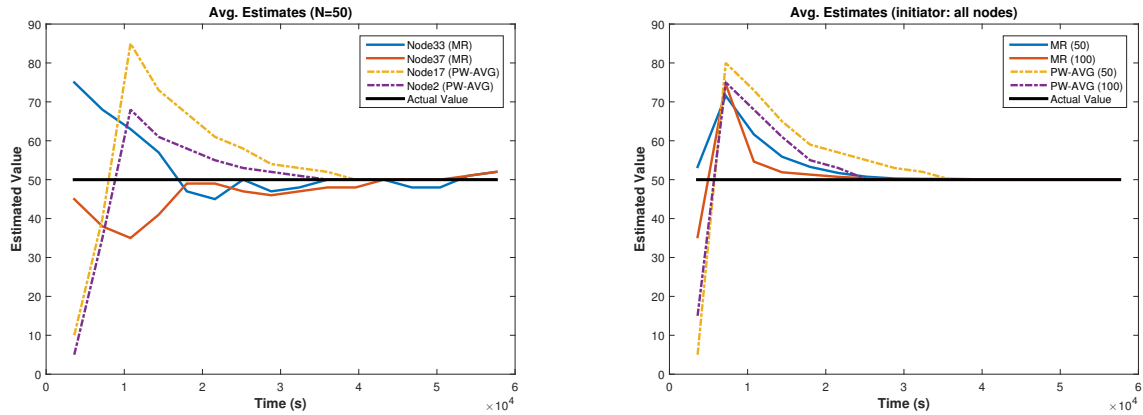 Avg. Estimates (N=50)
90
80
70
60
50
40
30
20
10
0
Estimated Value
0
1
2
3
4
5
6
Time (s)
×10^4
Node33 (MR)
Node37 (MR)
Node17 (PW-AVG)
Node2 (PW-AVG)
Actual Value
Avg. Estimates (initiator: all nodes)
90
80
70
60
50
40
30
20
10
0
Estimated Value
0
1
2
3
4
5
6
Time (s)
×10^4
MR (50)
MR (100)
PW-AVG (50)
PW-AVG (100)
Actual Value